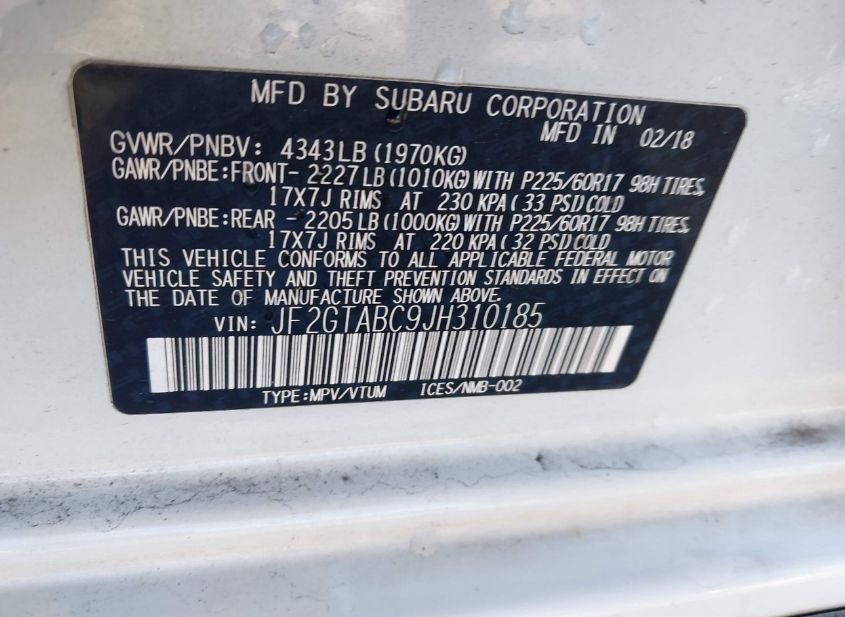 MFD BY SUBARU CORPORATION
MFD IN 02/18
GVWR/PNBV: 4343LB (1970KG)
GAWR/PNBE:FRONT- 2227LB (1010KG) WITH P225/60R17 98H TIRES,
17X7J RIMS AT 230 KPA ( 33 PSI) COLD
GAWR/PNBE:REAR - 2205LB (1000KG) WITH P225/60R17 98H TIRES,
17X7J RIMS AT 220 KPA ( 32 PSI) COLD
THIS VEHICLE CONFORMS TO ALL APPLICABLE FEDERAL MOTOR
VEHICLE SAFETY AND THEFT PREVENTION STANDARDS IN EFFECT ON
THE DATE OF MANUFACTURE SHOWN ABOVE.
VIN: JF2GTABC9JH310185
TYPE:MPV/VTUM ICES/NMB-002